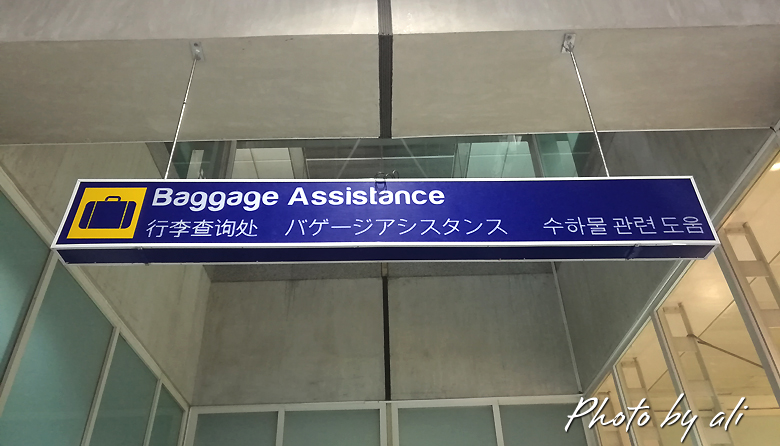 Baggage Assistance
行李查询处 バゲージアシスタンス 수하물 관련 도움
Photo by ali